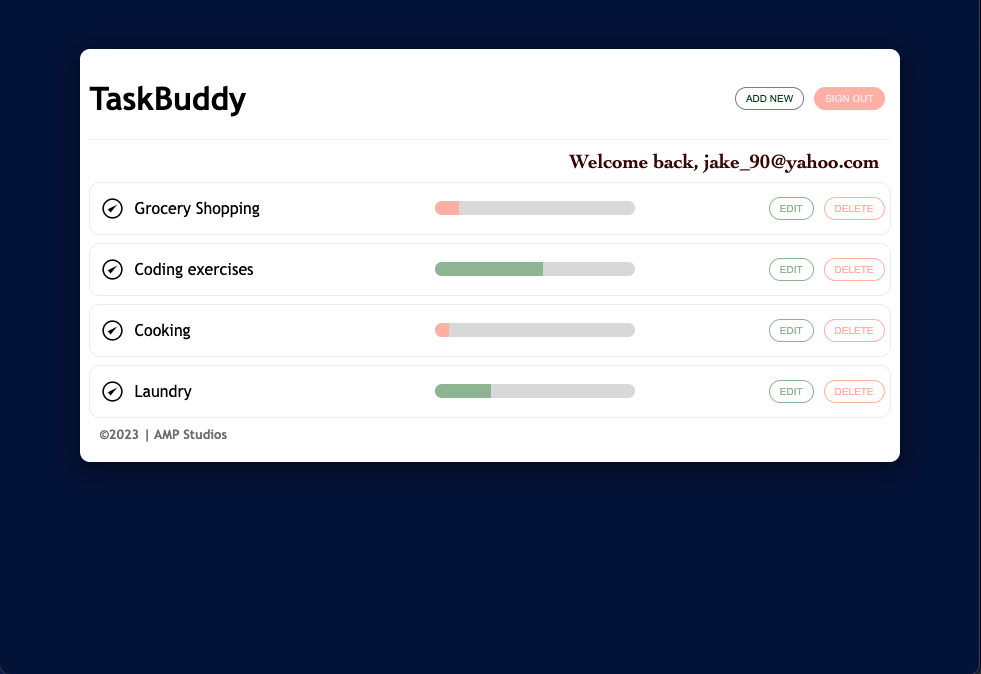 TaskBuddy
ADD NEW SIGN OUT
Welcome back, jake_90@yahoo.com
Grocery Shopping EDIT DELETE
Coding exercises EDIT DELETE
Cooking EDIT DELETE
Laundry EDIT DELETE
©2023 | AMP Studios